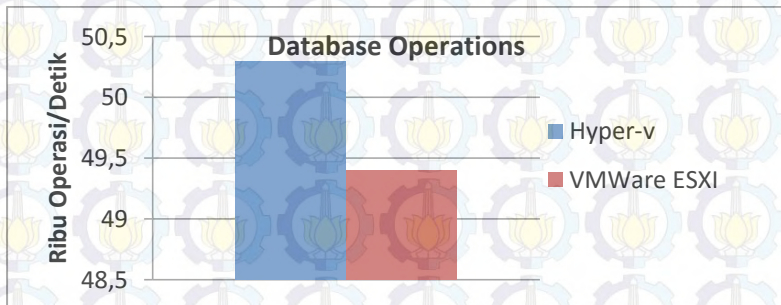 Database Operations
Ribu Operasi/Detik
50,5
50
49,5
49
48,5
Hyper-v
VMWare ESXI